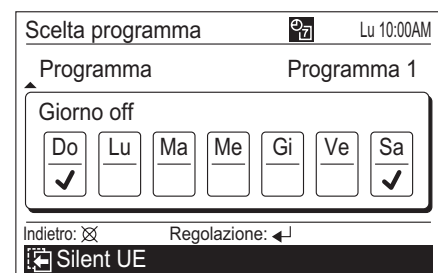 Scelta programma 7 Lu 10:00AM
Programma Programma 1
Giorno off
Do Lu Ma Me Gi Ve Sa
Indietro: Regolazione:
Silent UE